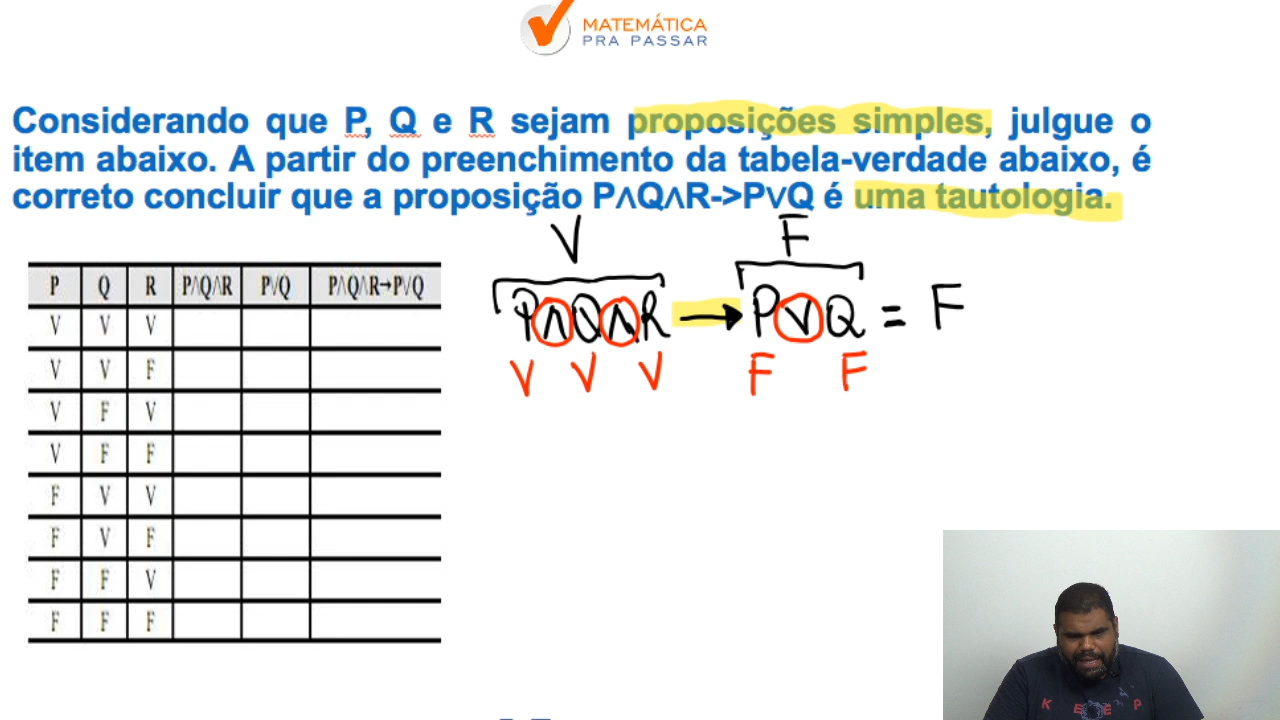 MATEMÁTICA
PRA PASSAR
Considerando que P, Q e R sejam proposições simples, julgue o
item abaixo. A partir do preenchimento da tabela-verdade abaixo, é
correto concluir que a proposição P∧Q∧R->P∨Q é uma tautologia.
V F
P Q R P∧Q∧R P∨Q P∧Q∧R→P∨Q
P∧Q∧R → P∨Q = F
V V V F F
V V V
V V F
V F V
V F F
F V V
F V F
F F V
F F F
K E E P